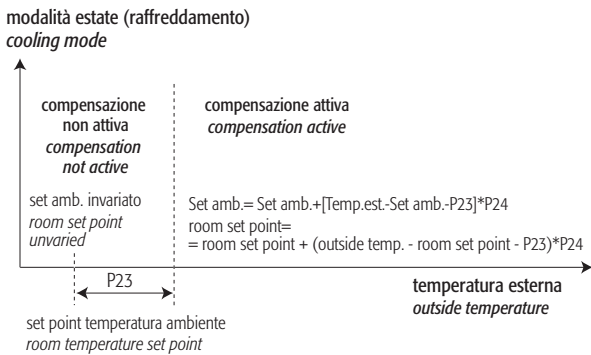 modalità estate (raffreddamento)
cooling mode
compensazione
non attiva
compensation
not active
compensazione attiva
compensation active
set amb. invariato
room set point
unvaried
Set amb.= Set amb.+[Temp.est.-Set amb.-P23]*P24
room set point=
= room set point + (outside temp. - room set point - P23)*P24
P23
temperatura esterna
outside temperature
set point temperatura ambiente
room temperature set point